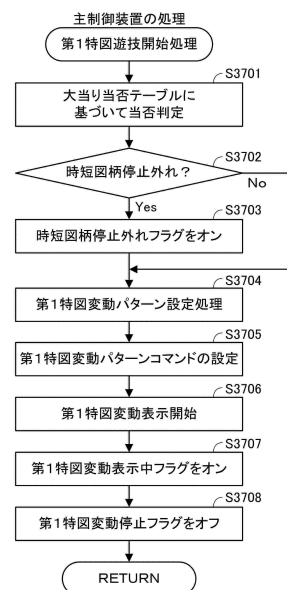 主制御装置の処理
第1特図遊技開始処理
S3701
大当り当否テーブルに
基づいて当否判定
S3702
時短図柄停止外れ?
No
Yes
S3703
時短図柄停止外れフラグをオン
S3704
第1特図変動パターン設定処理
S3705
第1特図変動パターンコマンドの設定
S3706
第1特図変動表示開始
S3707
第1特図変動表示中フラグをオン
S3708
第1特図変動停止フラグをオフ
RETURN